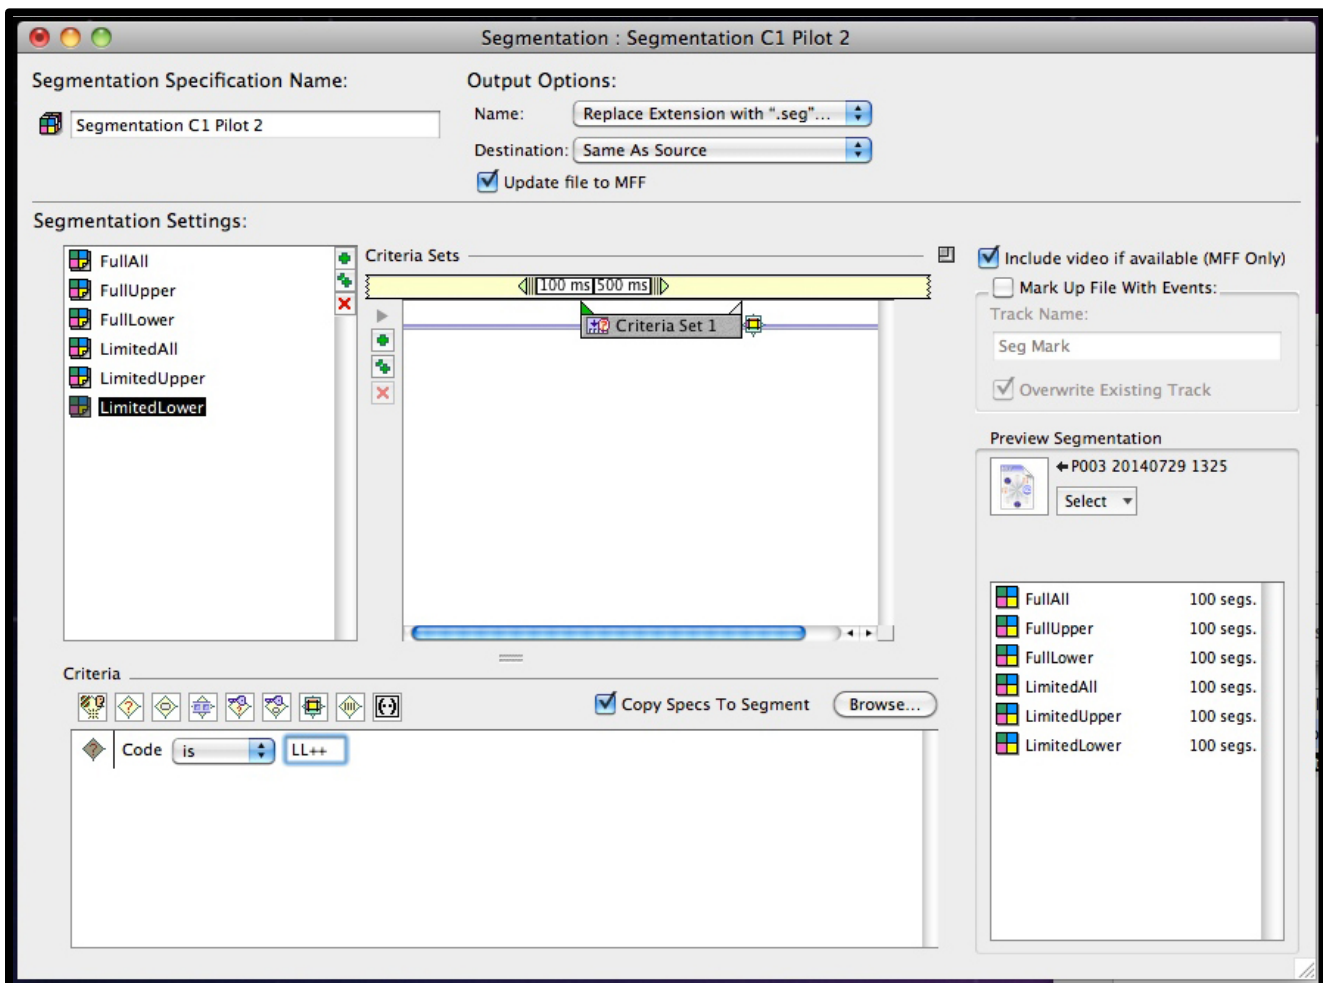 Segmentation : Segmentation C1 Pilot 2
Segmentation Specification Name:
Segmentation C1 Pilot 2
Output Options:
Name: Replace Extension with ".seg"...
Destination: Same As Source
Update file to MFF
Segmentation Settings:
FullAll
FullUpper
FullLower
LimitedAll
LimitedUpper
LimitedLower
Criteria Sets
100 ms 500 ms
Criteria Set 1
Include video if available (MFF Only)
Mark Up File With Events:
Track Name:
Seg Mark
Overwrite Existing Track
Preview Segmentation
P003 20140729 1325
Select
FullAll 100 segs.
FullUpper 100 segs.
FullLower 100 segs.
LimitedAll 100 segs.
LimitedUpper 100 segs.
LimitedLower 100 segs.
Criteria
Copy Specs To Segment Browse...
Code is LL++